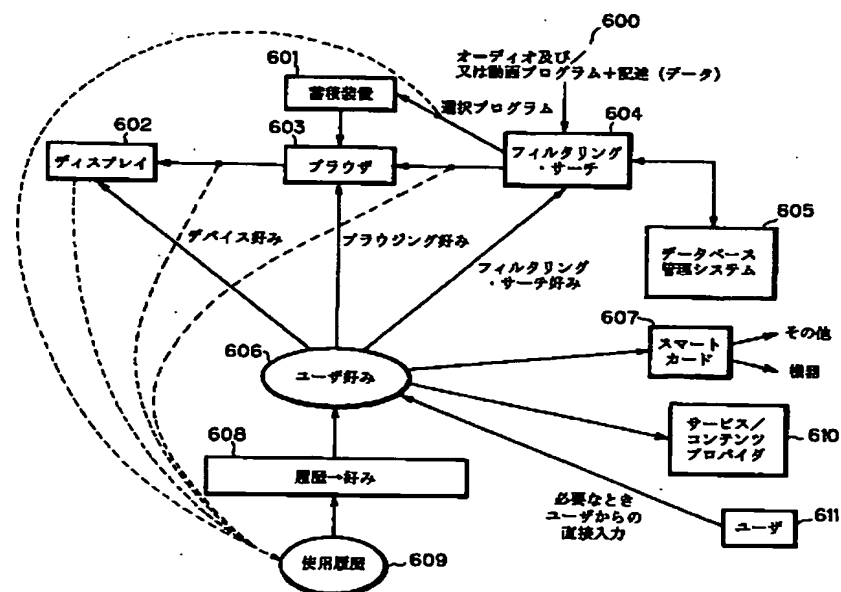 600
オーディオ及び/
又は動画プログラム+記述 (データ)
601
蓄積装置
選択プログラム
604
602
603
ディスプレイ
ブラウザ
フィルタリング
・サーチ
605
データベース
管理システム
デバイス好み
ブラウジング好み
フィルタリング
・サーチ好み
607
スマート
カード
その他
機器
606
ユーザ好み
サービス/
コンテンツ
プロバイダ
610
608
履歴→好み
必要なとき
ユーザからの
直接入力
ユーザ
611
使用履歴
609